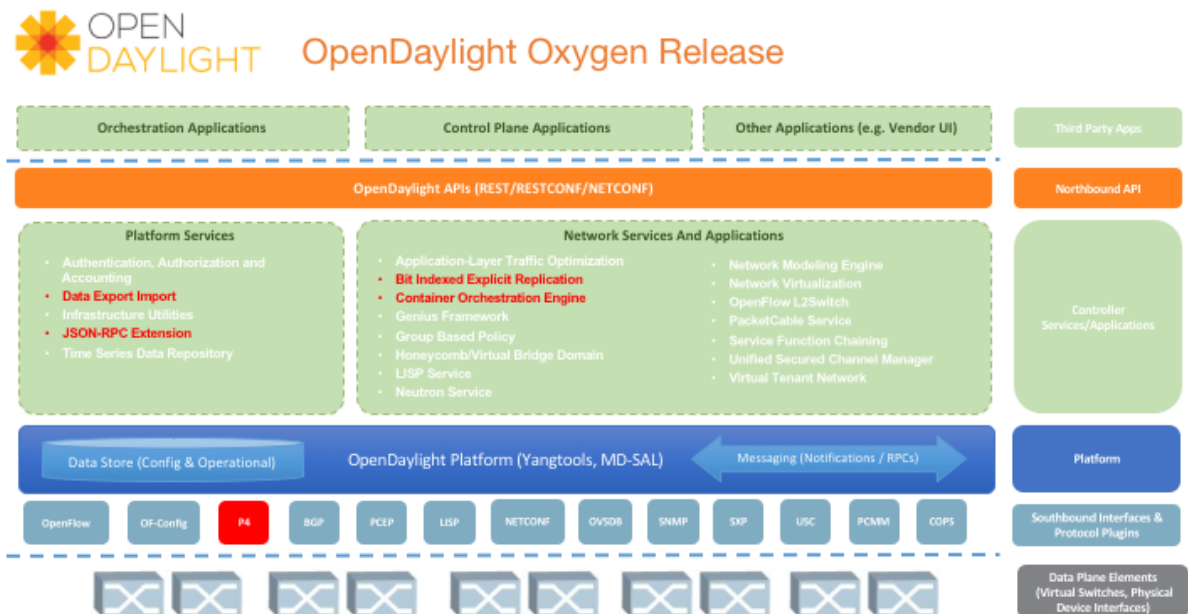 OPEN
DAYLIGHT
OpenDaylight Oxygen Release
Orchestration Applications
Control Plane Applications
Other Applications (e.g. Vendor UI)
Third Party Apps
OpenDaylight APIs (REST/RESTCONF/NETCONF)
Northbound API
Platform Services
• Authentication, Authorization and
Accounting
• Data Export Import
• Infrastructure Utilities
• JSON-RPC Extension
• Time Series Data Repository
Network Services And Applications
• Application-Layer Traffic Optimization
• Bit Indexed Explicit Replication
• Container Orchestration Engine
• Genius Framework
• Group Based Policy
• Honeycomb/Virtual Bridge Domain
• LISP Service
• Neutron Service
• Network Modeling Engine
• Network Virtualization
• OpenFlow L2Switch
• PacketCable Service
• Service Function Chaining
• Unified Secured Channel Manager
• Virtual Tenant Network
Controller
Services/Applications
Data Store (Config & Operational)
OpenDaylight Platform (Yangtools, MD-SAL)
Messaging (Notifications / RPCs)
Platform
OpenFlow
OF-Config
P4
BGP
PCEP
LISP
NETCONF
OVSDB
SNMP
SXP
USC
PCMM
COPS
Southbound Interfaces &
Protocol Plugins
Data Plane Elements
(Virtual Switches, Physical
Device Interfaces)